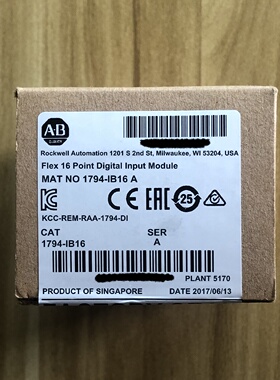 AB
Rockwell Automation 1201 S 2nd St, Milwaukee, WI 53204, USA
Flex 16 Point Digital Input Module
MAT NO 1794-IB16 A
CE EAC 25
KCC-REM-RAA-1794-DI
CAT SER
1794-IB16 A
PLANT 5170
PRODUCT OF SINGAPORE DATE 2017/06/13